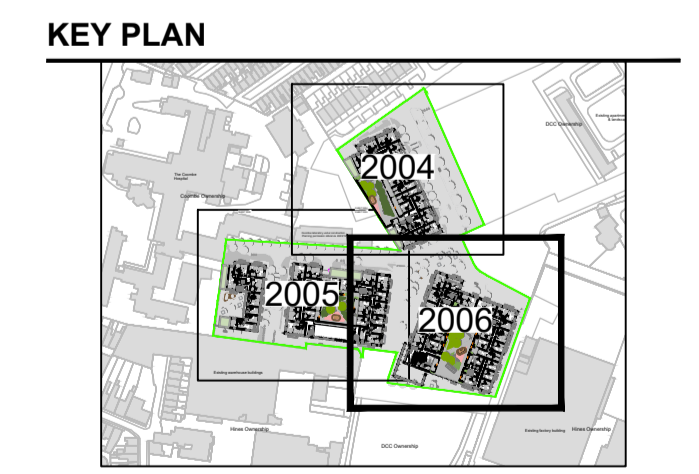 KEY PLAN
DCC Ownership
2004
The Coombe
Hospital
Coombe Ownership
2005
2006
Existing warehouse buildings
Hines Ownership
Existing factory building
Hines Ownership
DCC Ownership